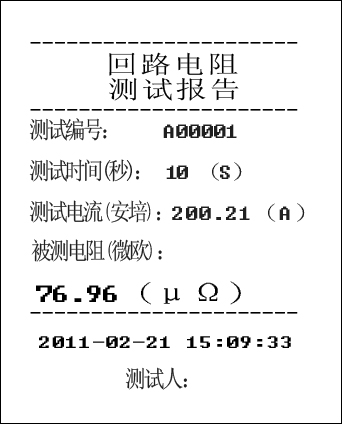 回路电阻
测试报告
测试编号： A00001
测试时间(秒)： 10 （S）
测试电流(安培)：200.21（A）
被测电阻(微欧)：
76.96（μΩ）
2011-02-21 15:09:33
测试人：